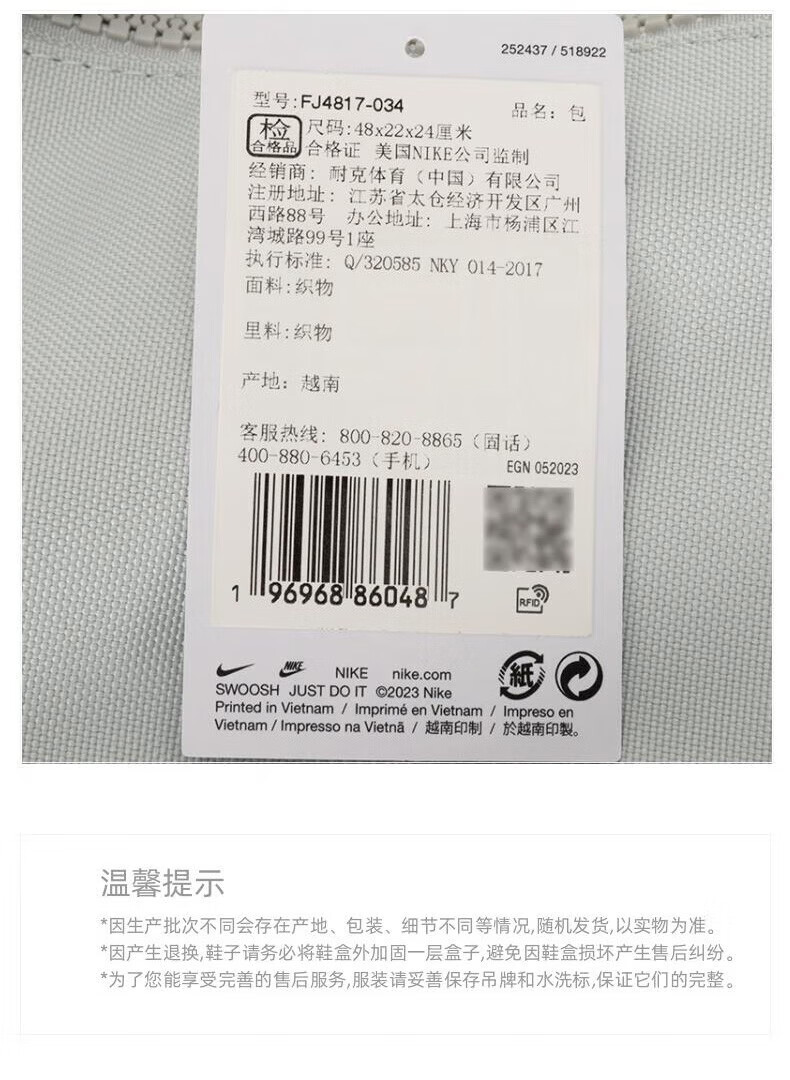 252437 / 518922
型号:FJ4817-034
品名: 包
检
合格品
尺码:48x22x24厘米
合格证 美国NIKE公司监制
经销商: 耐克体育（中国）有限公司
注册地址: 江苏省太仓经济开发区广州
西路88号 办公地址: 上海市杨浦区江
湾城路99号1座
执行标准: Q/320585 NKY 014-2017
面料:织物
里料:织物
产地: 越南
客服热线: 800-820-8865（固话）
400-880-6453（手机）
EGN 052023
1 96968 86048 7
RFID
NIKE NIKE nike.com
紙
SWOOSH JUST DO IT ©2023 Nike
Printed in Vietnam / Imprimé en Vietnam / Impreso en
Vietnam / Impresso na Vietnã / 越南印制 / 於越南印製。
温馨提示
*因生产批次不同会存在产地、包装、细节不同等情况,随机发货,以实物为准。
*因产生退换,鞋子请务必将鞋盒外加固一层盒子,避免因鞋盒损坏产生售后纠纷。
*为了您能享受完善的售后服务,服装请妥善保存吊牌和水洗标,保证它们的完整。